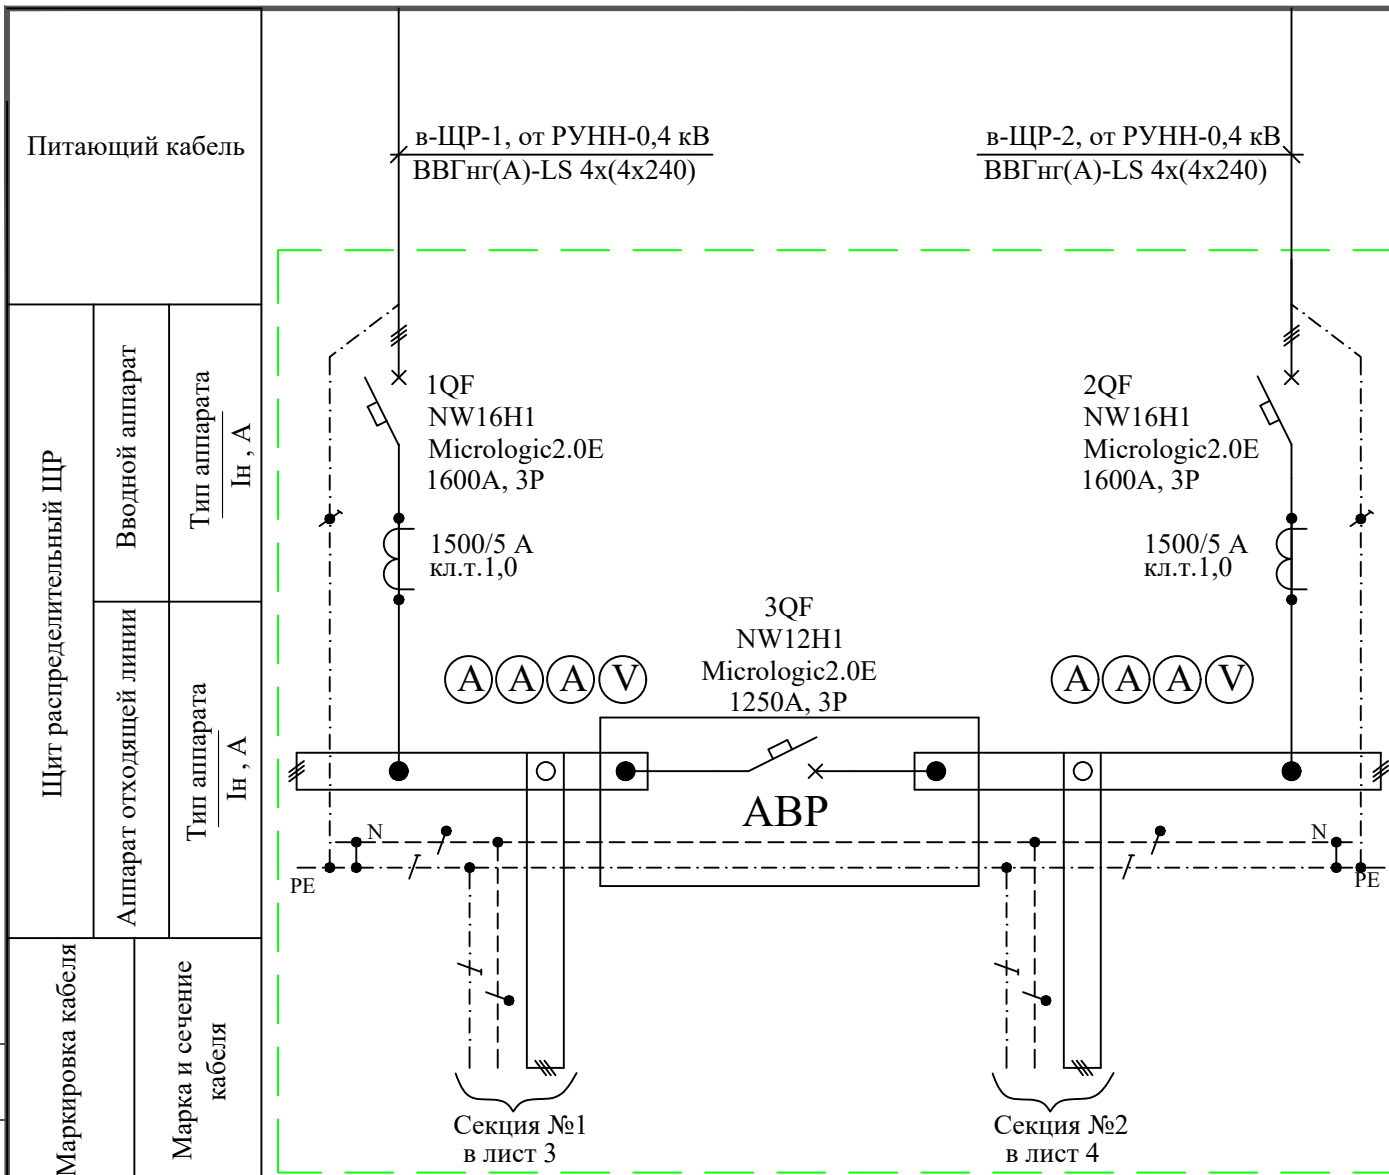 Питающий кабель
в-ЩР-1, от РУНН-0,4 кВ
ВВГнг(А)-LS 4х(4х240)
в-ЩР-2, от РУНН-0,4 кВ
ВВГнг(А)-LS 4х(4х240)
Щит распределительный ЩР
Вводной аппарат
Тип аппарата
Iн , А
Аппарат отходящей линии
Тип аппарата
Iн , А
Маркировка кабеля
Марка и сечение
кабеля
1QF
NW16H1
Micrologic2.0E
1600A, 3P
2QF
NW16H1
Micrologic2.0E
1600A, 3P
1500/5 А
кл.т.1,0
1500/5 А
кл.т.1,0
3QF
NW12H1
Micrologic2.0E
1250A, 3P
A A A V
A A A V
АВР
N
N
PE
PE
Секция №1
в лист 3
Секция №2
в лист 4